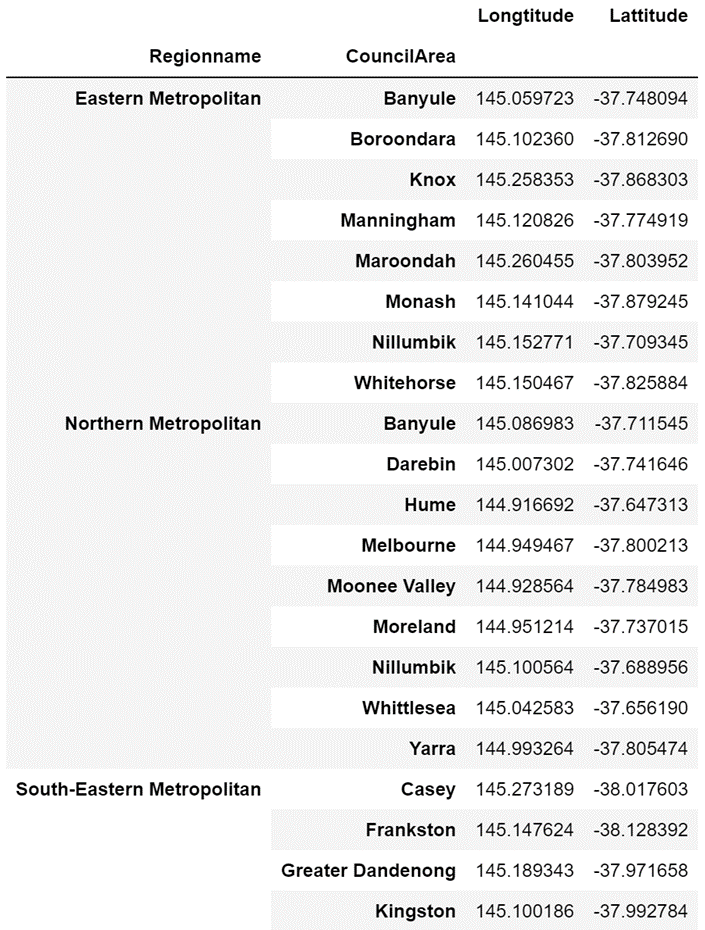 Longtitude Lattitude
Regionname CouncilArea
Eastern Metropolitan Banyule 145.059723 -37.748094
Boroondara 145.102360 -37.812690
Knox 145.258353 -37.868303
Manningham 145.120826 -37.774919
Maroondah 145.260455 -37.803952
Monash 145.141044 -37.879245
Nillumbik 145.152771 -37.709345
Whitehorse 145.150467 -37.825884
Northern Metropolitan Banyule 145.086983 -37.711545
Darebin 145.007302 -37.741646
Hume 144.916692 -37.647313
Melbourne 144.949467 -37.800213
Moonee Valley 144.928564 -37.784983
Moreland 144.951214 -37.737015
Nillumbik 145.100564 -37.688956
Whittlesea 145.042583 -37.656190
Yarra 144.993264 -37.805474
South-Eastern Metropolitan Casey 145.273189 -38.017603
Frankston 145.147624 -38.128392
Greater Dandenong 145.189343 -37.971658
Kingston 145.100186 -37.992784